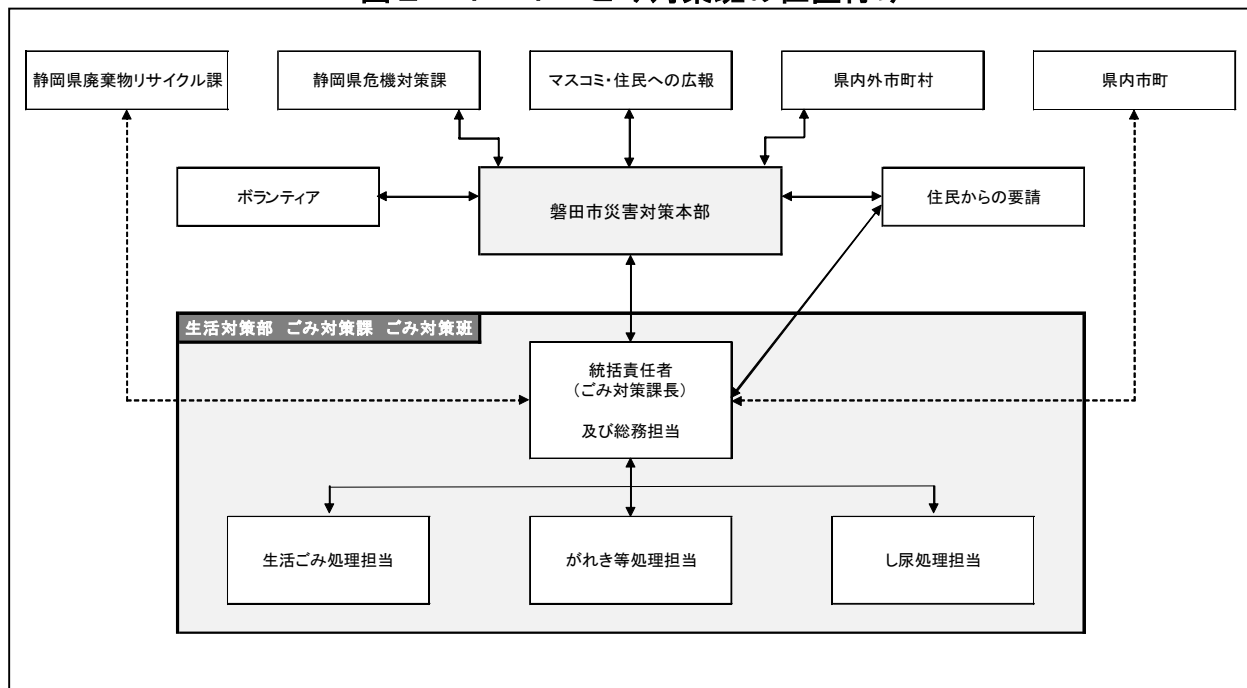 静岡県廃棄物リサイクル課
静岡県危機対策課
マスコミ・住民への広報
県内外市町村
県内市町
ボランティア
磐田市災害対策本部
住民からの要請
生活対策部 ごみ対策課 ごみ対策班
統括責任者
(ごみ対策課長)
及び総務担当
生活ごみ処理担当
がれき等処理担当
し尿処理担当